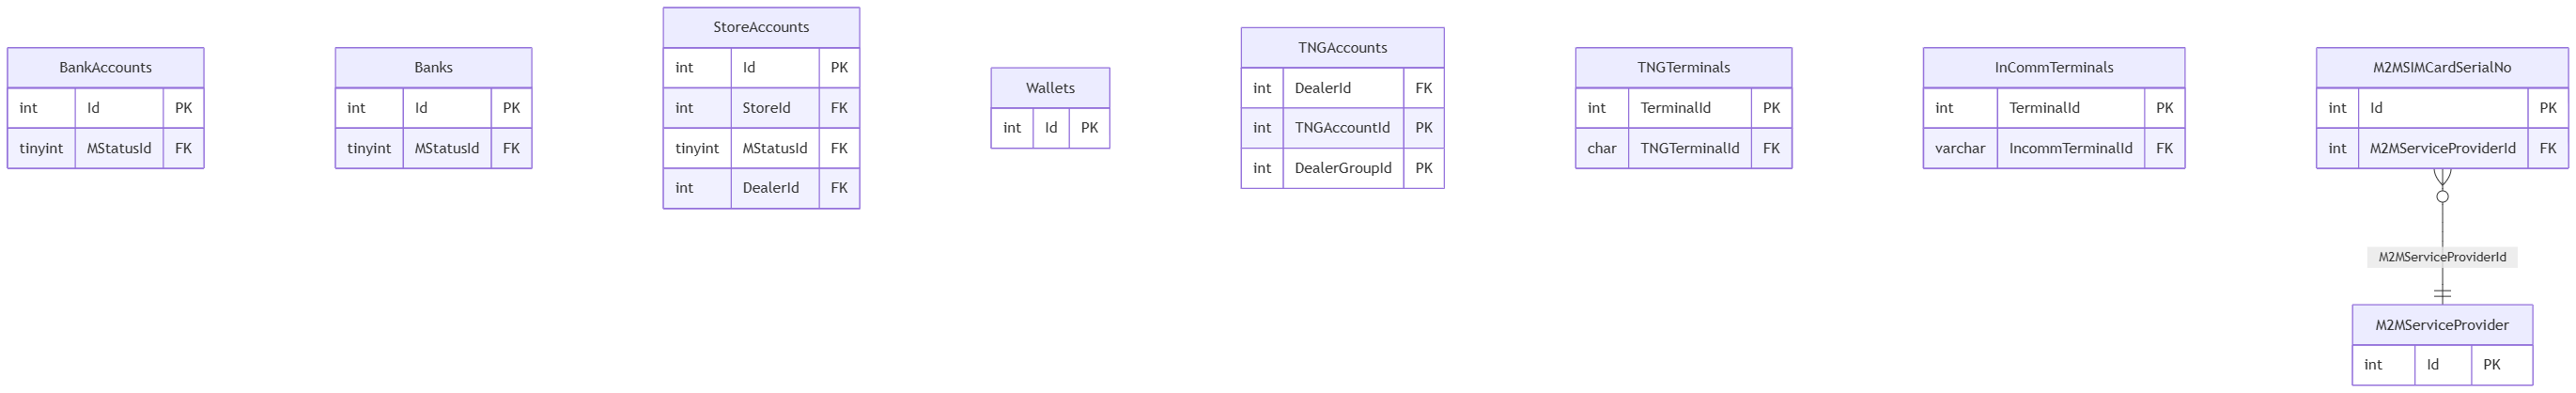 BankAccounts
int Id PK
tinyint MStatusId FK
Banks
int Id PK
tinyint MStatusId FK
StoreAccounts
int Id PK
int StoreId FK
tinyint MStatusId FK
int DealerId FK
Wallets
int Id PK
TNGAccounts
int DealerId FK
int TNGAccountId PK
int DealerGroupId PK
TNGTerminals
int TerminalId PK
char TNGTerminalId FK
InCommTerminals
int TerminalId PK
varchar IncommTerminalId FK
M2MSIMCardSerialNo
int Id PK
int M2MServiceProviderId FK
M2MServiceProviderId
M2MServiceProvider
int Id PK